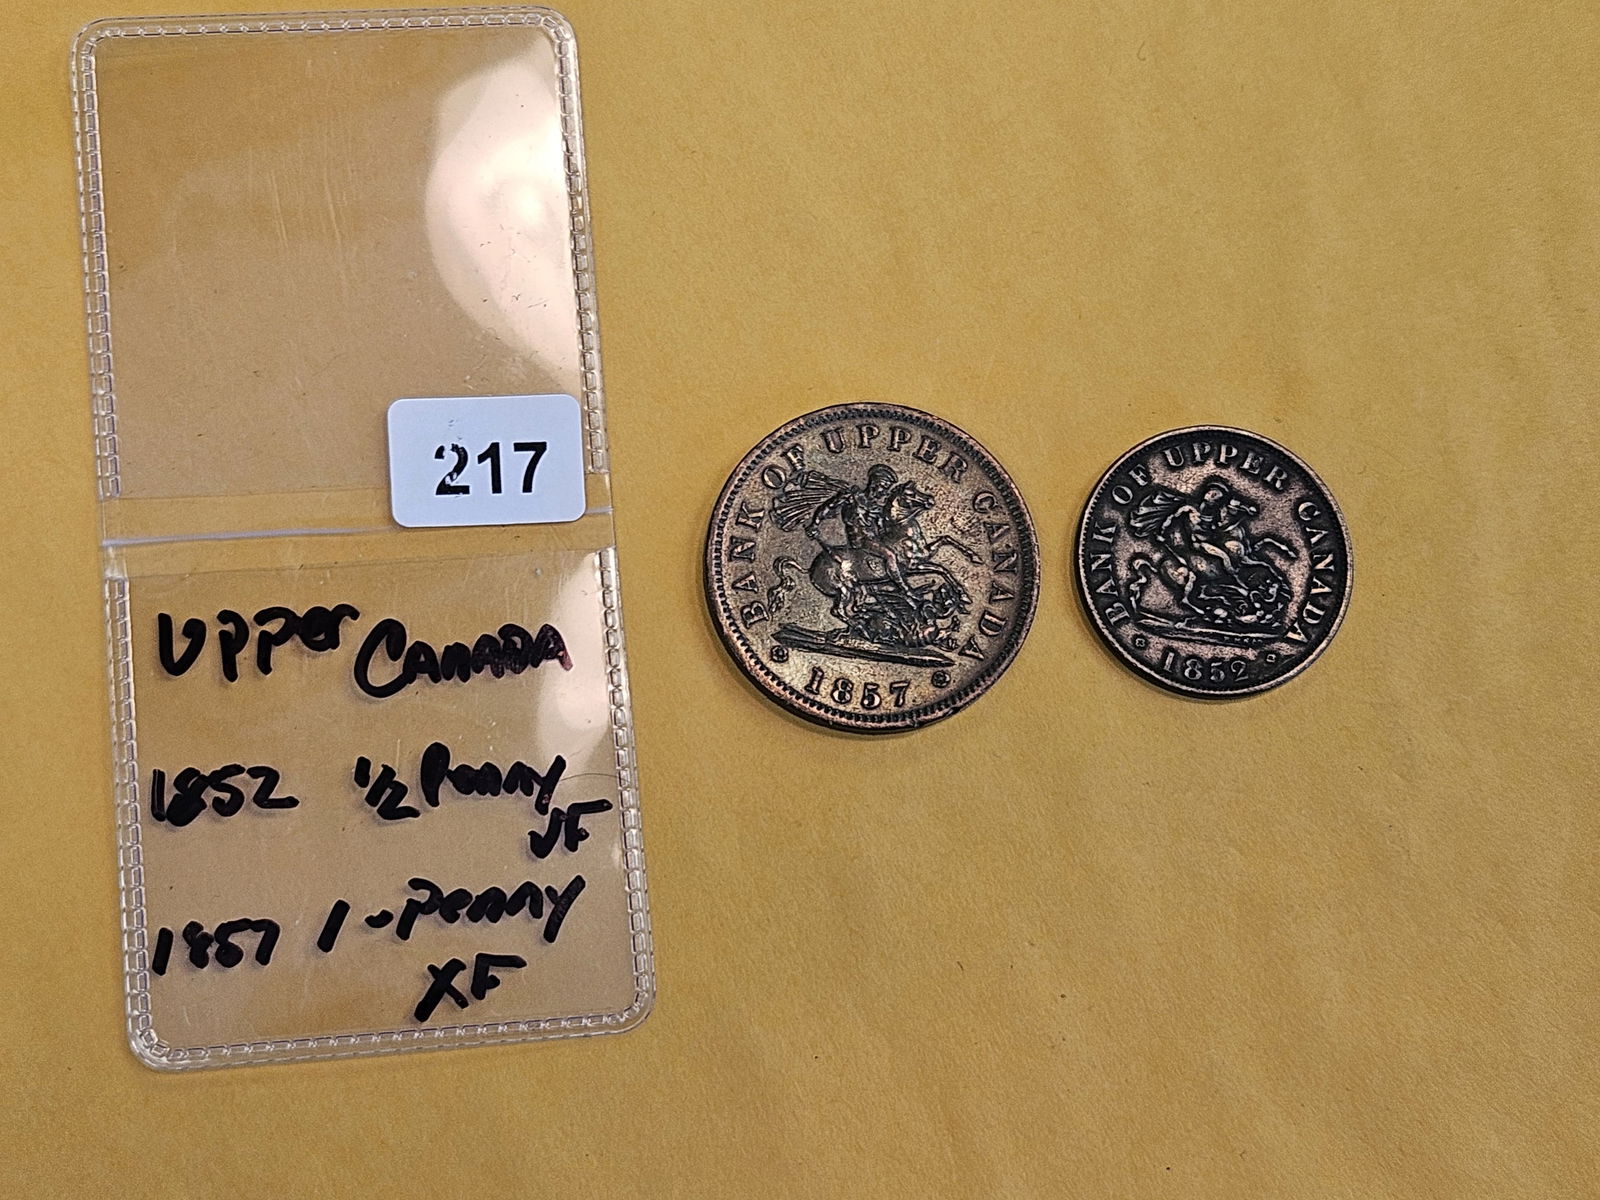 217
Upper Canada
1852 1/2 Penny
VF
1857 1-Penny
XF
BANK OF UPPER CANADA
1857
BANK OF UPPER CANADA
1852